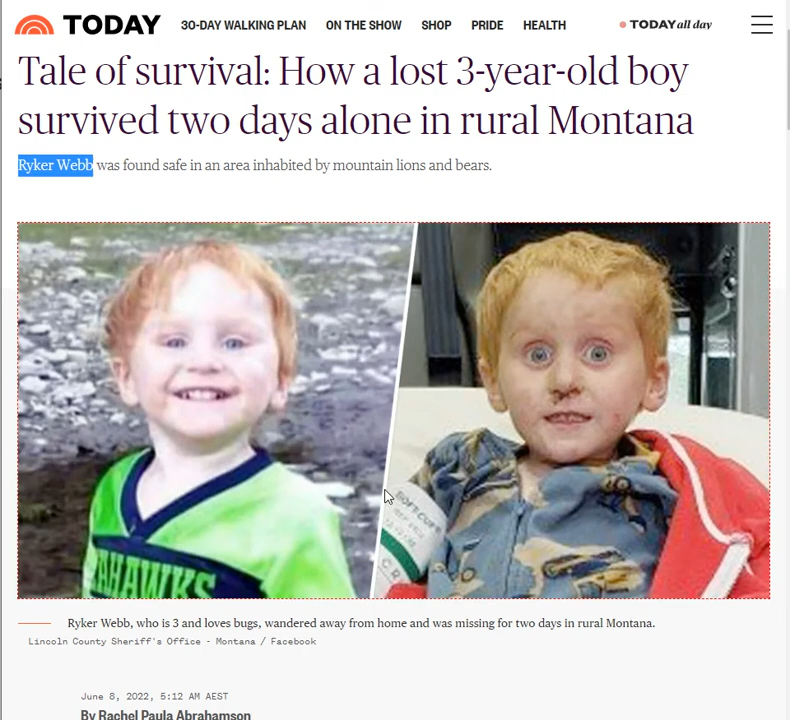 TODAY 30-DAY WALKING PLAN ON THE SHOW SHOP PRIDE HEALTH TODAY all day
Tale of survival: How a lost 3-year-old boy
survived two days alone in rural Montana
Ryker Webb was found safe in an area inhabited by mountain lions and bears.
AHAWKS
SOFT-CUFF
Ryker Webb, who is 3 and loves bugs, wandered away from home and was missing for two days in rural Montana.
Lincoln County Sheriff's Office - Montana / Facebook
June 8, 2022, 5:12 AM AEST
By Rachel Paula Abrahamson